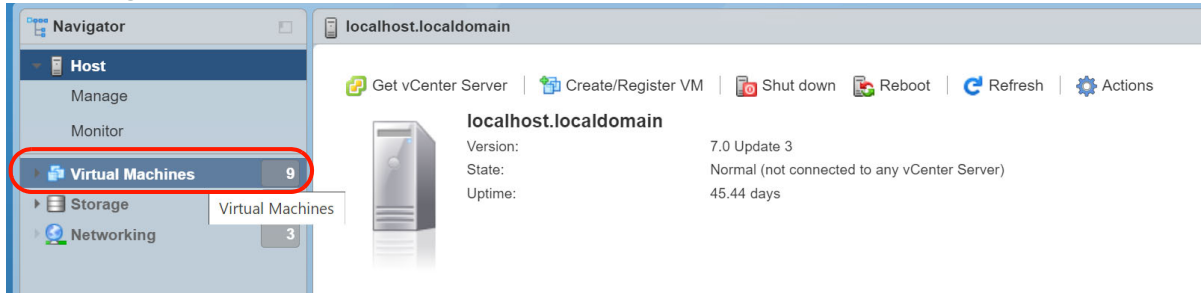 Navigator
localhost.localdomain
Host
Manage
Monitor
Virtual Machines 9
Storage
Virtual Machines
Networking 3
Get vCenter Server Create/Register VM Shut down Reboot Refresh Actions
localhost.localdomain
Version: 7.0 Update 3
State: Normal (not connected to any vCenter Server)
Uptime: 45.44 days